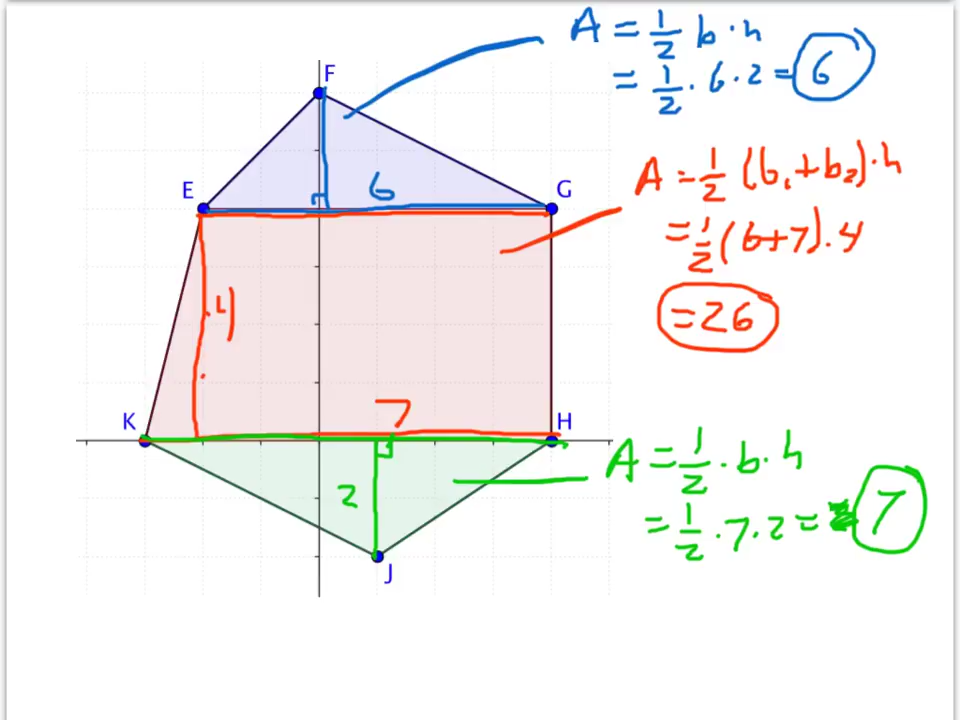 A = 1/2 b · h
= 1/2 · 6 · 2 = 6
F
E
6
G
A = 1/2 (b₁ + b₂) · h
= 1/2 (6+7) · 4
= 26
4
K
7
H
A = 1/2 · b · h
2
= 1/2 · 7 · 2 = 7
J